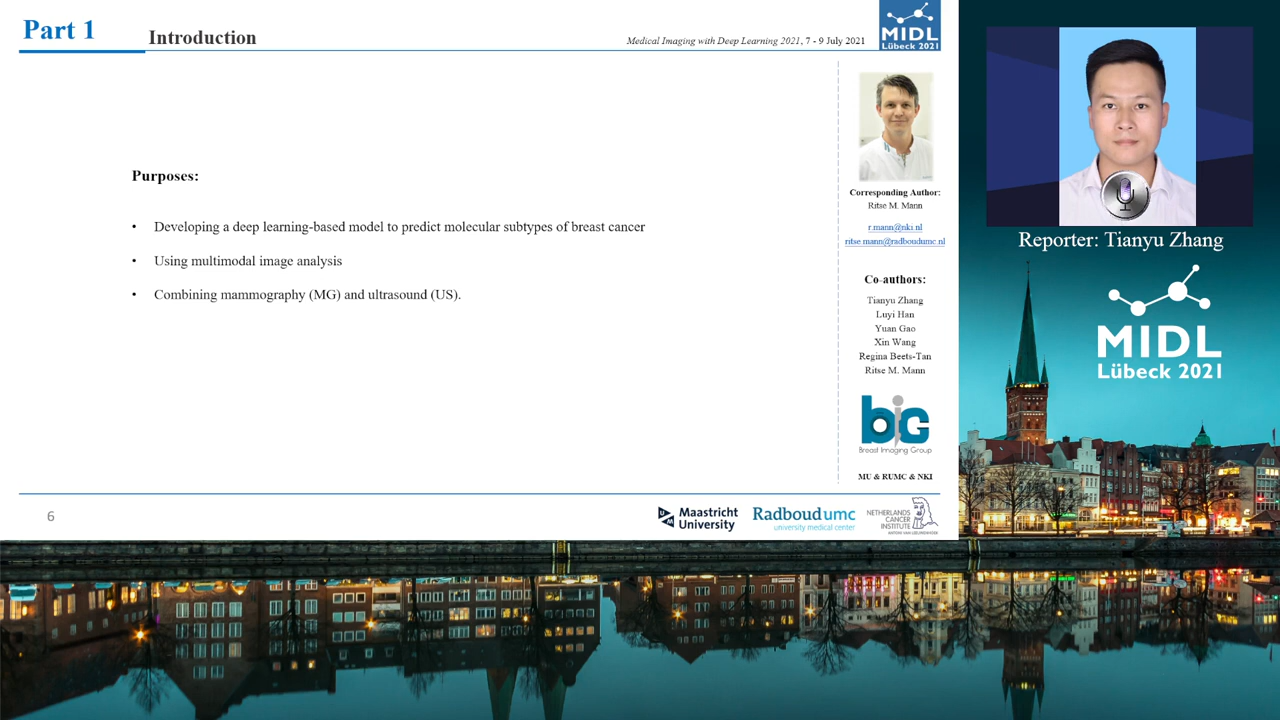 Part 1
Introduction
Medical Imaging with Deep Learning 2021, 7 - 9 July 2021
MIDL
Lübeck 2021
Purposes:
• Developing a deep learning-based model to predict molecular subtypes of breast cancer
• Using multimodal image analysis
• Combining mammography (MG) and ultrasound (US).
Corresponding Author:
Ritse M. Mann
r.mann@nki.nl
ritse.mann@radboudumc.nl
Co-authors:
Tianyu Zhang
Luyi Han
Yuan Gao
Xin Wang
Regina Beets-Tan
Ritse M. Mann
big
Breast Imaging Group
MU & RUMC & NKI
6
Maastricht
University
Radboudumc
university medical center
NETHERLANDS
CANCER
INSTITUTE
ANTONI VAN LEEUWENHOEK
Reporter: Tianyu Zhang
MIDL
Lübeck 2021